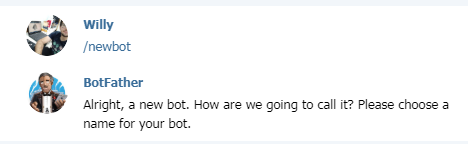 Willy
/newbot
BotFather
Alright, a new bot. How are we going to call it? Please choose a
name for your bot.